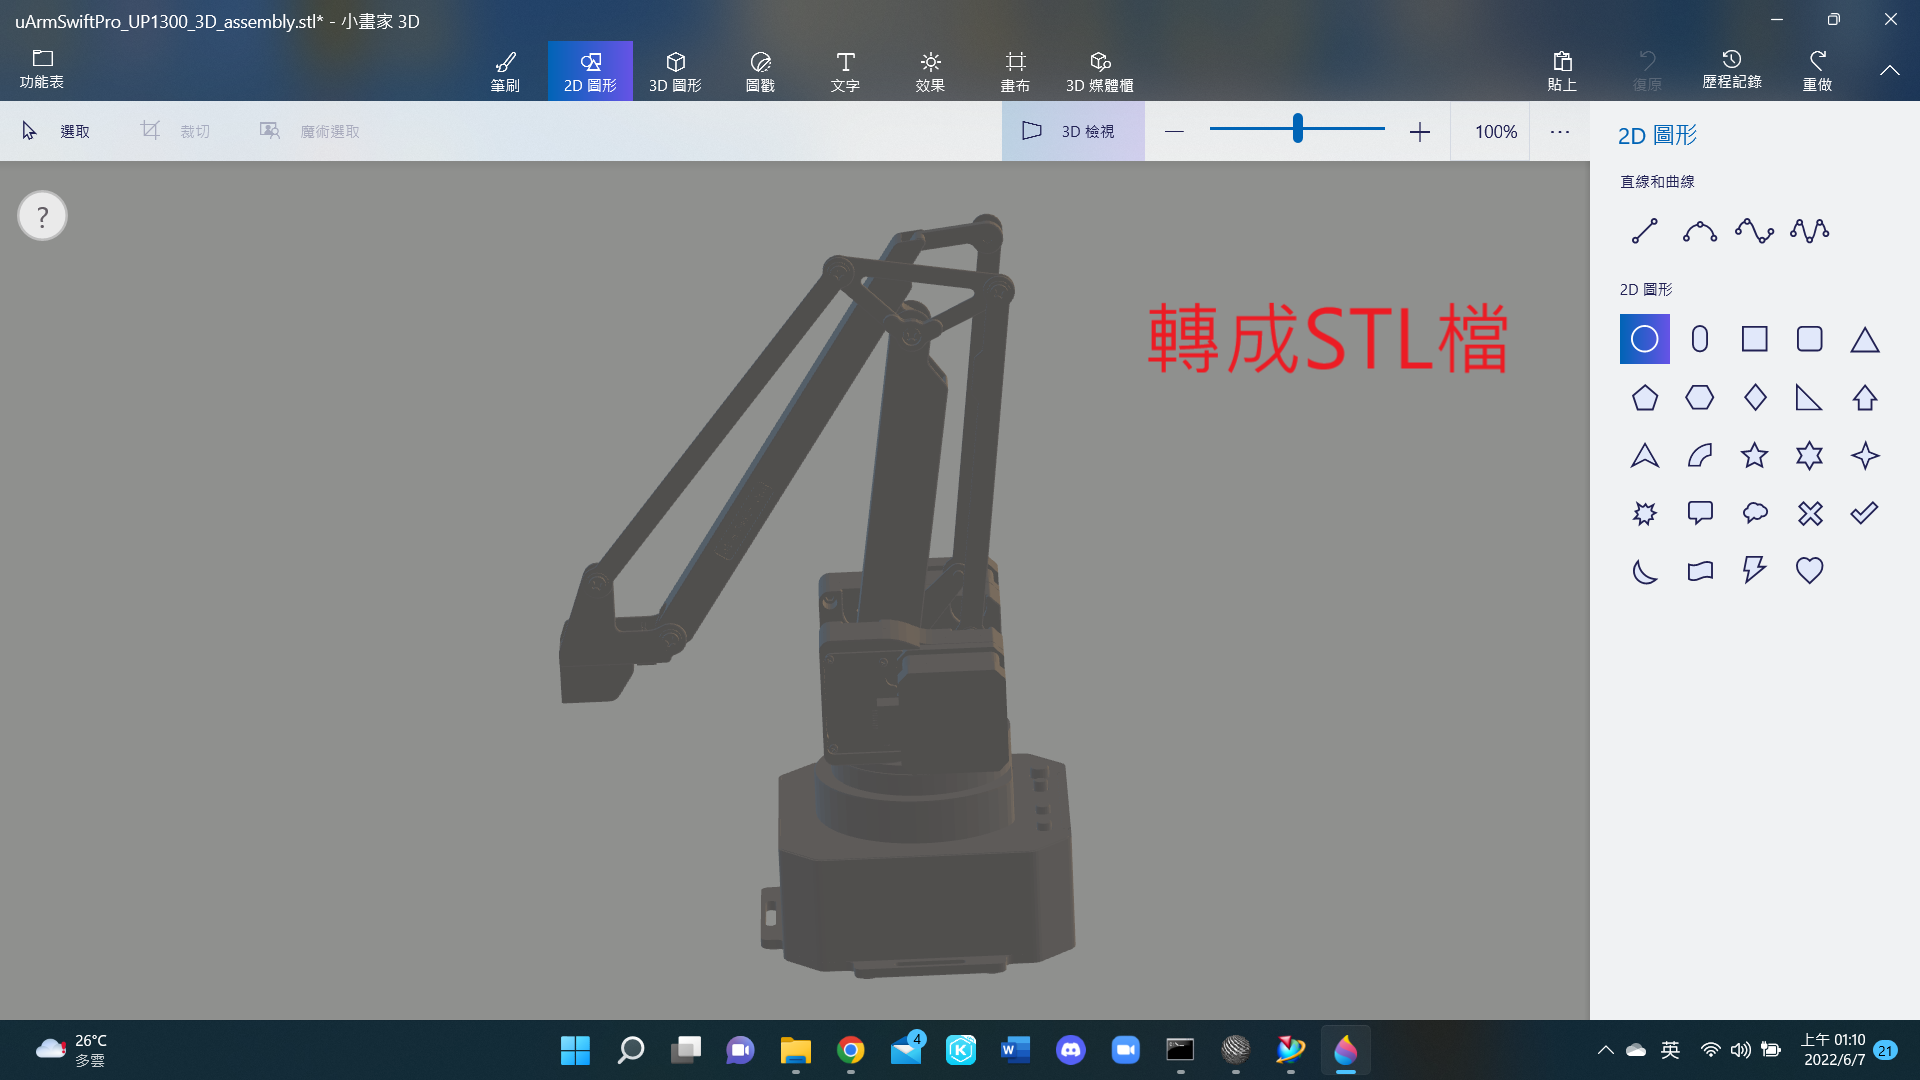 uArmSwiftPro_UP1300_3D_assembly.stl* - 小畫家 3D
功能表
筆刷
2D 圖形
3D 圖形
圖戳
文字
效果
畫布
3D 媒體櫃
貼上
復原
歷程記錄
重做
選取
裁切
魔術選取
3D 檢視
100%
2D 圖形
直線和曲線
2D 圖形
?
轉成STL檔
26°C
多雲
4
英
上午 01:10
2022/6/7
21